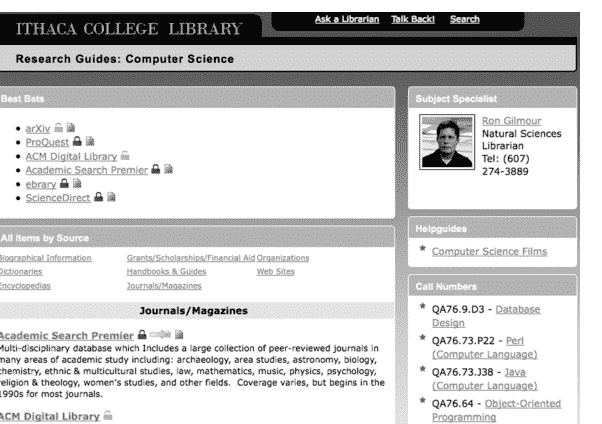 ITHACA COLLEGE LIBRARY
Ask a Librarian Talk Back! Search
Research Guides: Computer Science
Best Bets
• arXiv
• ProQuest
• ACM Digital Library
• Academic Search Premier
• ebrary
• ScienceDirect
All Items by Source
Biographical Information Grants/Scholarships/Financial Aid Organizations
Dictionaries Handbooks & Guides Web Sites
Encyclopedias Journals/Magazines
Journals/Magazines
Academic Search Premier
Multi-disciplinary database which Includes a large collection of peer-reviewed journals in
many areas of academic study including: archaeology, area studies, astronomy, biology,
chemistry, ethnic & multicultural studies, law, mathematics, music, physics, psychology,
religion & theology, women's studies, and other fields. Coverage varies, but begins in the
1990s for most journals.
ACM Digital Library
Subject Specialist
Ron Gilmour
Natural Sciences
Librarian
Tel: (607)
274-3889
Helpguides
* Computer Science Films
Call Numbers
* QA76.9.D3 - Database
Design
* QA76.73.P22 - Perl
(Computer Language)
* QA76.73.J38 - Java
(Computer Language)
* QA76.64 - Object-Oriented
Programming